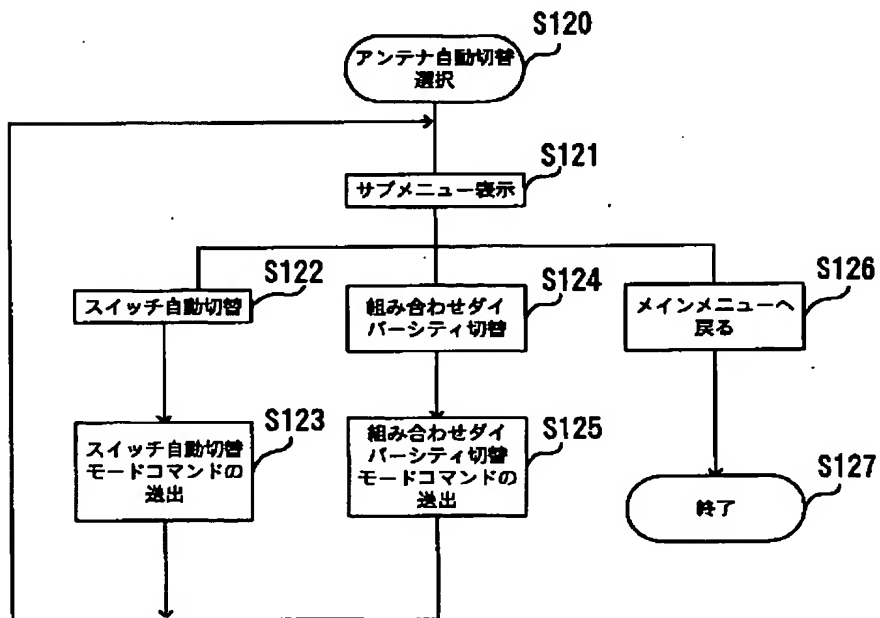 S120
アンテナ自動切替
選択
S121
サブメニュー表示
S122
スイッチ自動切替
S124
組み合わせダイ
バーシティ切替
S126
メインメニューへ
戻る
S123
スイッチ自動切替
モードコマンドの
送出
S125
組み合わせダイ
バーシティ切替
モードコマンドの
送出
S127
終了